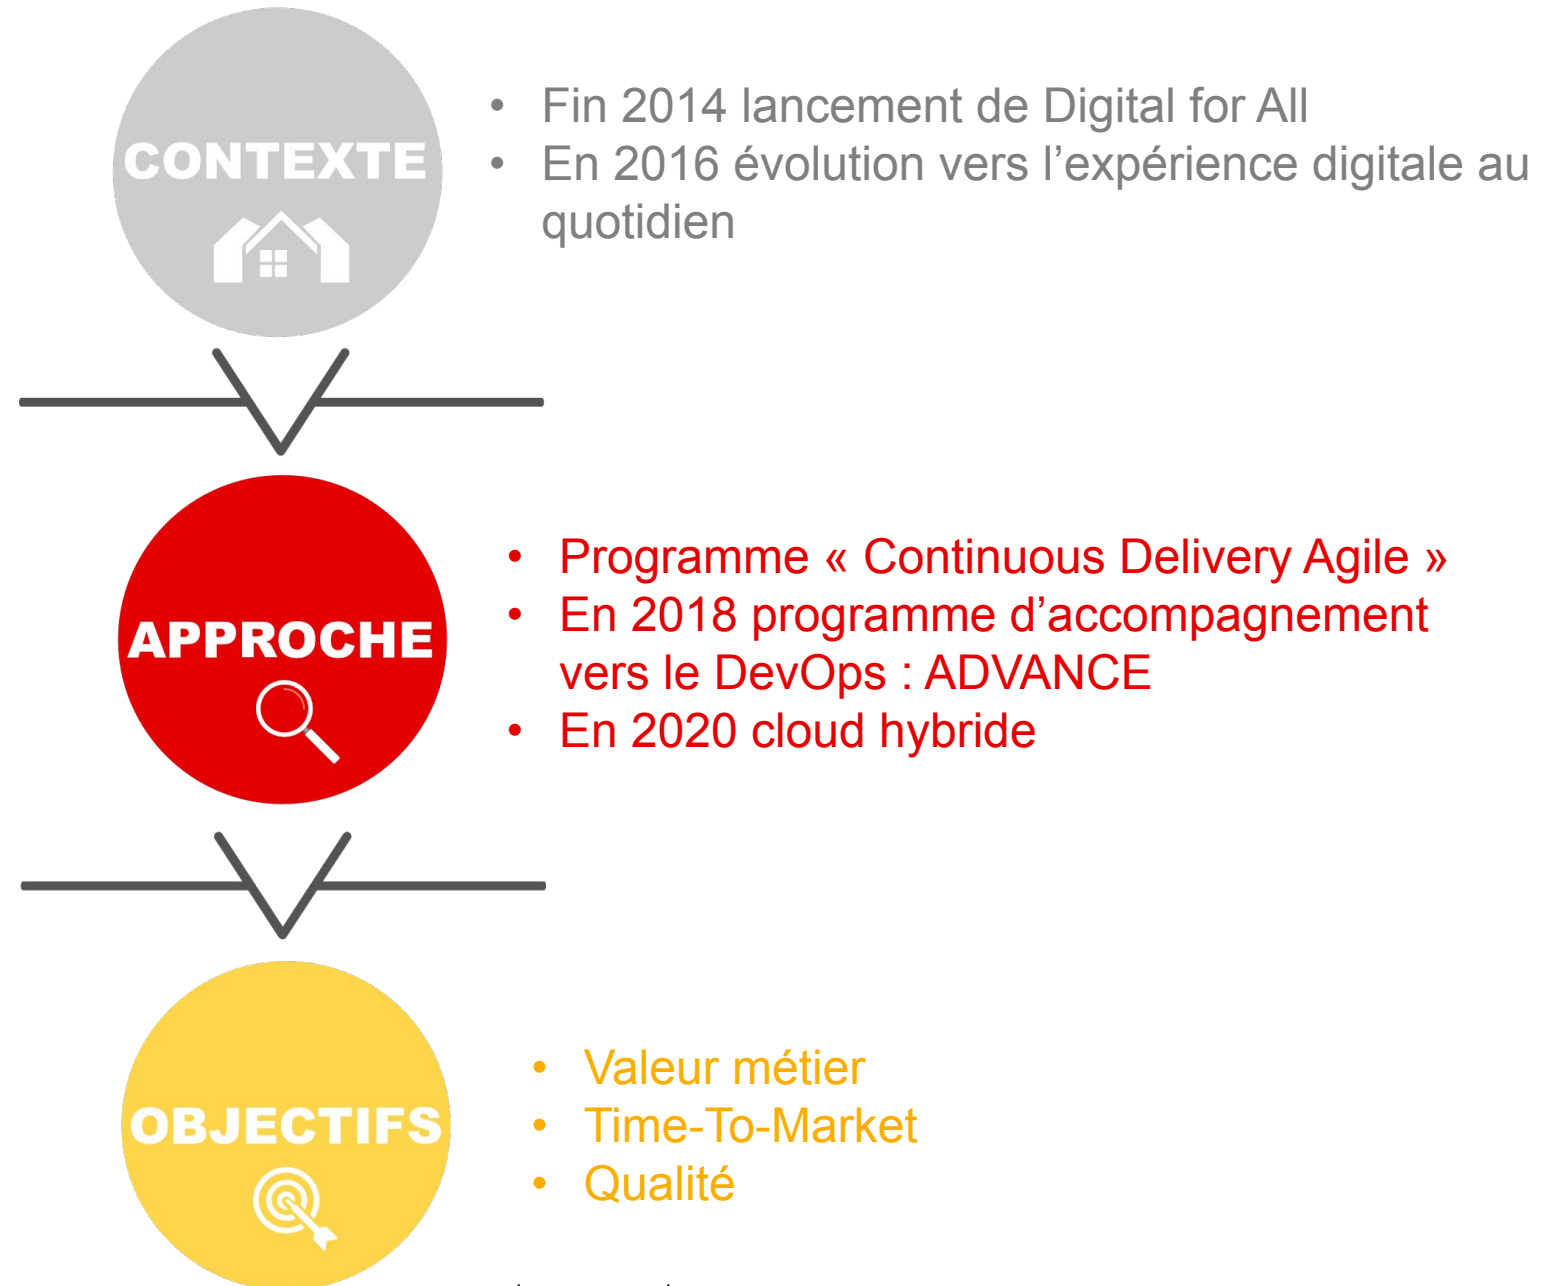 CONTEXTE
• Fin 2014 lancement de Digital for All
• En 2016 évolution vers l’expérience digitale au
quotidien
APPROCHE
• Programme « Continuous Delivery Agile »
• En 2018 programme d’accompagnement
vers le DevOps : ADVANCE
• En 2020 cloud hybride
OBJECTIFS
• Valeur métier
• Time-To-Market
• Qualité